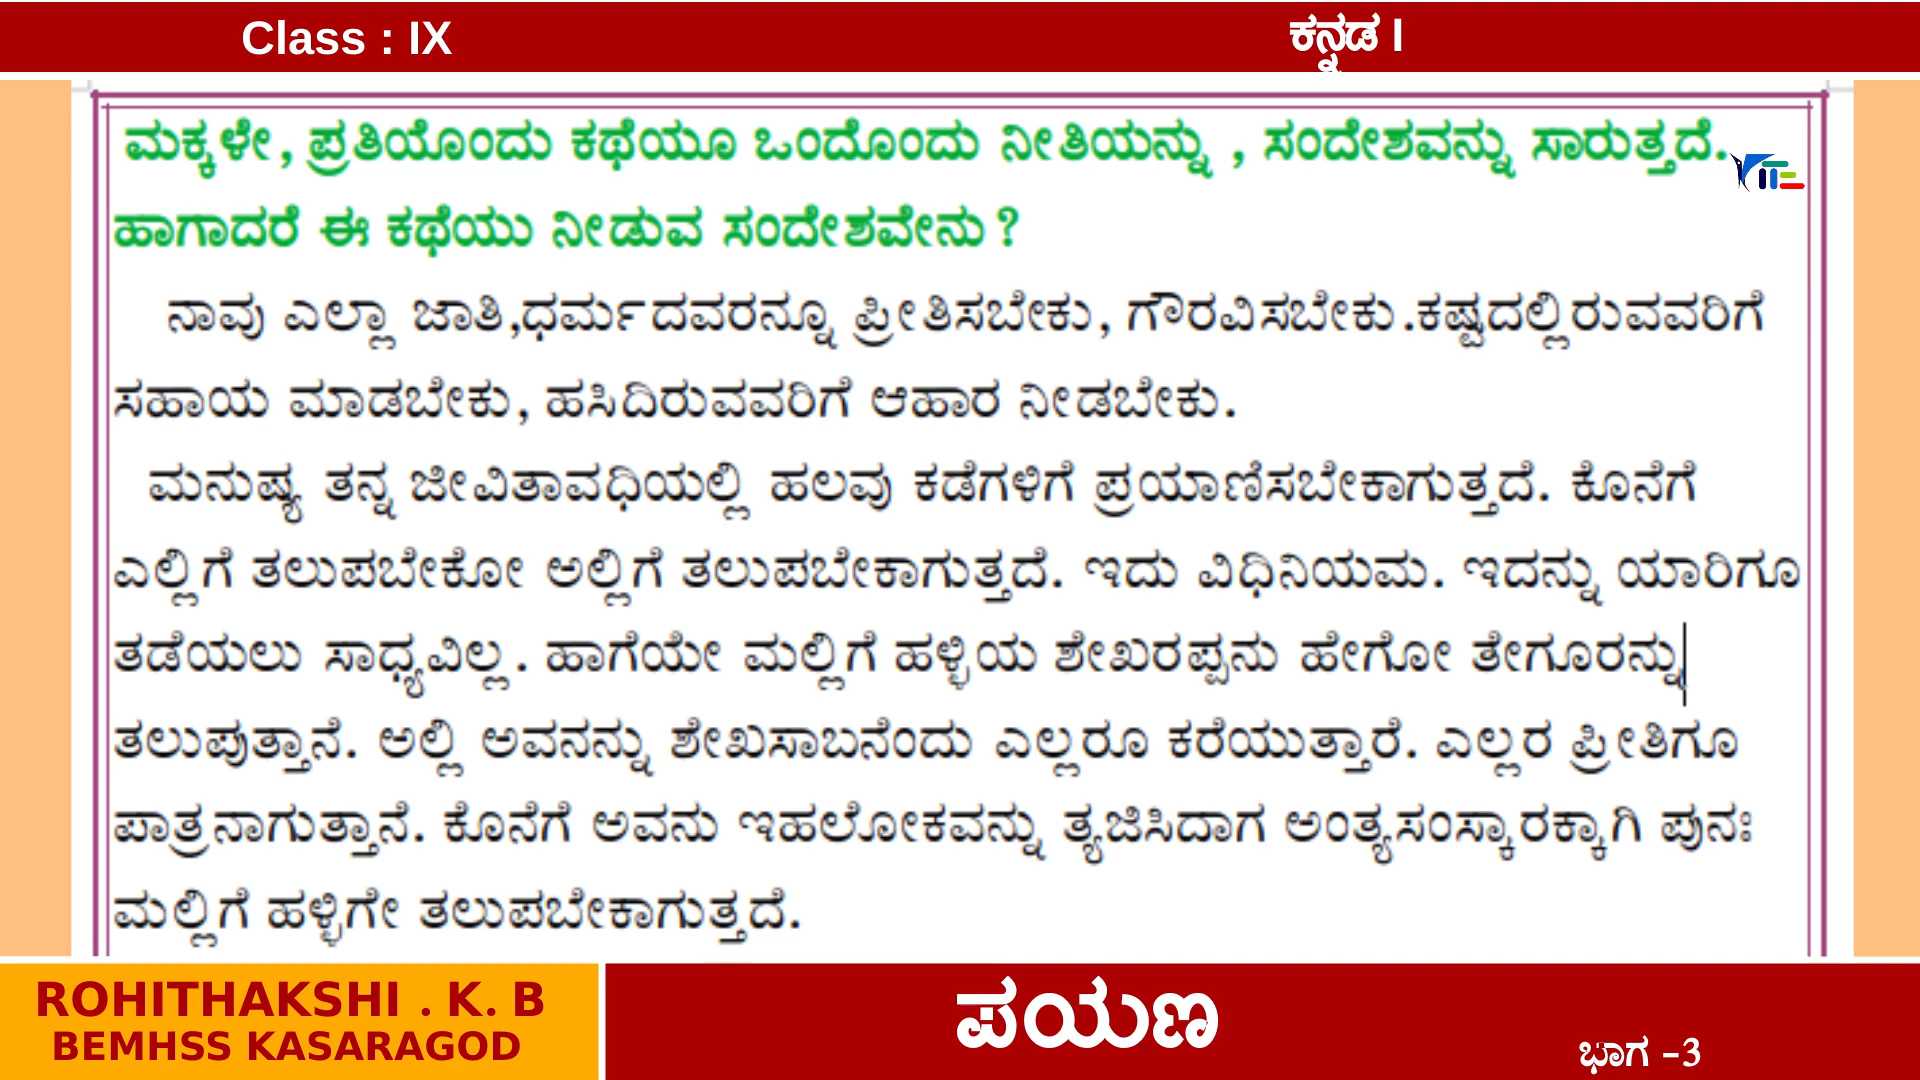 Class : IX
ಕನ್ನಡ I
ಮಕ್ಕಳೇ, ಪ್ರತಿಯೊಂದು ಕಥೆಯೂ ಒಂದೊಂದು ನೀತಿಯನ್ನು , ಸಂದೇಶವನ್ನು ಸಾರುತ್ತದೆ.
ಹಾಗಾದರೆ ಈ ಕಥೆಯು ನೀಡುವ ಸಂದೇಶವೇನು?
ನಾವು ಎಲ್ಲಾ ಜಾತಿ,ಧರ್ಮದವರನ್ನೂ ಪ್ರೀತಿಸಬೇಕು, ಗೌರವಿಸಬೇಕು.ಕಷ್ಟದಲ್ಲಿರುವವರಿಗೆ
ಸಹಾಯ ಮಾಡಬೇಕು, ಹಸಿದಿರುವವರಿಗೆ ಆಹಾರ ನೀಡಬೇಕು.
ಮನುಷ್ಯ ತನ್ನ ಜೀವಿತಾವಧಿಯಲ್ಲಿ ಹಲವು ಕಡೆಗಳಿಗೆ ಪ್ರಯಾಣಿಸಬೇಕಾಗುತ್ತದೆ. ಕೊನೆಗೆ
ಎಲ್ಲಿಗೆ ತಲುಪಬೇಕೋ ಅಲ್ಲಿಗೆ ತಲುಪಬೇಕಾಗುತ್ತದೆ. ಇದು ವಿಧಿನಿಯಮ. ಇದನ್ನು ಯಾರಿಗೂ
ತಡೆಯಲು ಸಾಧ್ಯವಿಲ್ಲ. ಹಾಗೆಯೇ ಮಲ್ಲಿಗೆ ಹಳ್ಳಿಯ ಶೇಖರಪ್ಪನು ಹೇಗೋ ತೇಗೂರನ್ನು
ತಲುಪುತ್ತಾನೆ. ಅಲ್ಲಿ ಅವನನ್ನು ಶೇಖಸಾಬನೆಂದು ಎಲ್ಲರೂ ಕರೆಯುತ್ತಾರೆ. ಎಲ್ಲರ ಪ್ರೀತಿಗೂ
ಪಾತ್ರನಾಗುತ್ತಾನೆ. ಕೊನೆಗೆ ಅವನು ಇಹಲೋಕವನ್ನು ತ್ಯಜಿಸಿದಾಗ ಅಂತ್ಯಸಂಸ್ಕಾರಕ್ಕಾಗಿ ಪುನಃ
ಮಲ್ಲಿಗೆ ಹಳ್ಳಿಗೇ ತಲುಪಬೇಕಾಗುತ್ತದೆ.
ROHITHAKSHI . K. B
BEMHSS KASARAGOD
ಪಯಣ
ಭಾಗ -3